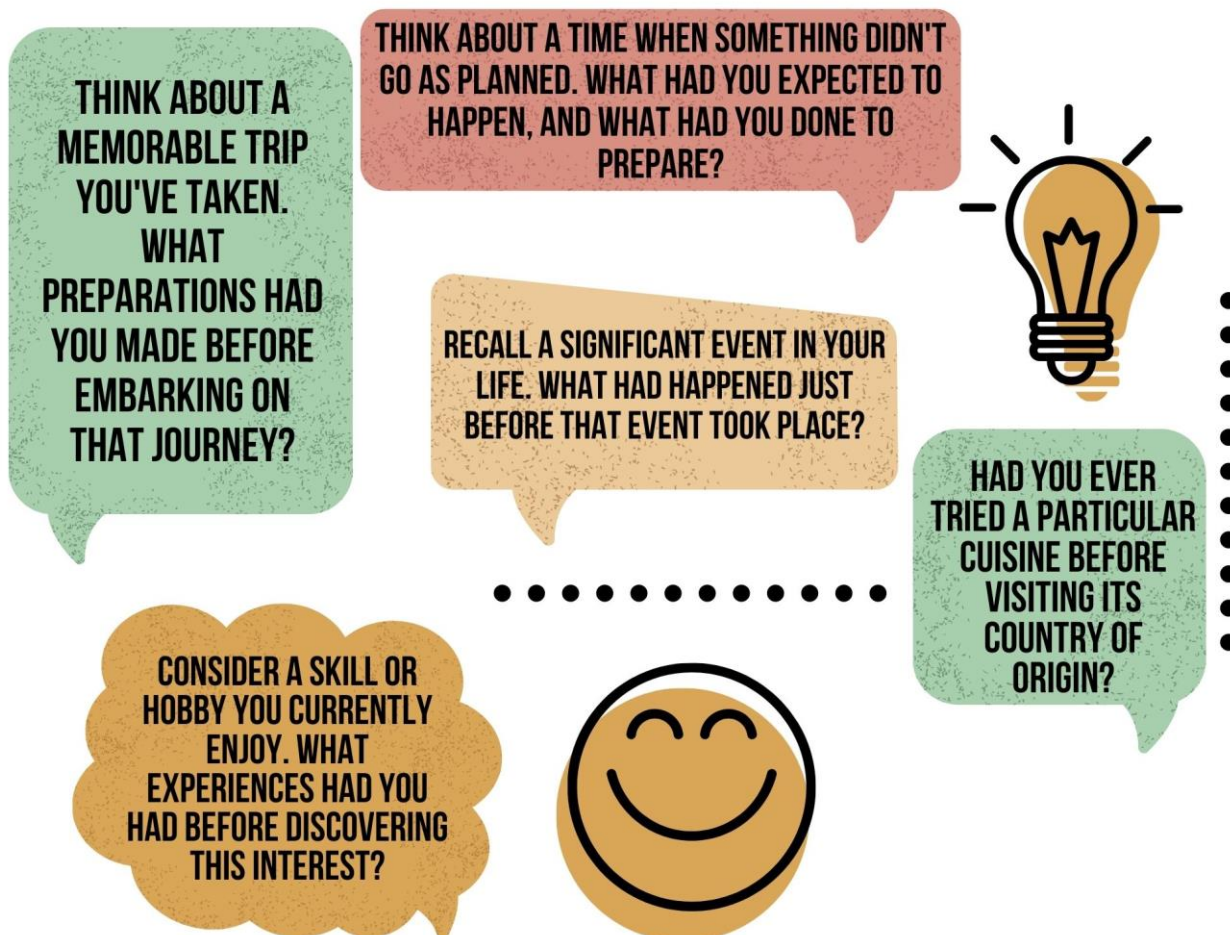 THINK ABOUT A
MEMORABLE TRIP
YOU'VE TAKEN.
WHAT
PREPARATIONS HAD
YOU MADE BEFORE
EMBARKING ON
THAT JOURNEY?
THINK ABOUT A TIME WHEN SOMETHING DIDN'T
GO AS PLANNED. WHAT HAD YOU EXPECTED TO
HAPPEN, AND WHAT HAD YOU DONE TO
PREPARE?
RECALL A SIGNIFICANT EVENT IN YOUR
LIFE. WHAT HAD HAPPENED JUST
BEFORE THAT EVENT TOOK PLACE?
HAD YOU EVER
TRIED A PARTICULAR
CUISINE BEFORE
VISITING ITS
COUNTRY OF
ORIGIN?
CONSIDER A SKILL OR
HOBBY YOU CURRENTLY
ENJOY. WHAT
EXPERIENCES HAD YOU
HAD BEFORE DISCOVERING
THIS INTEREST?